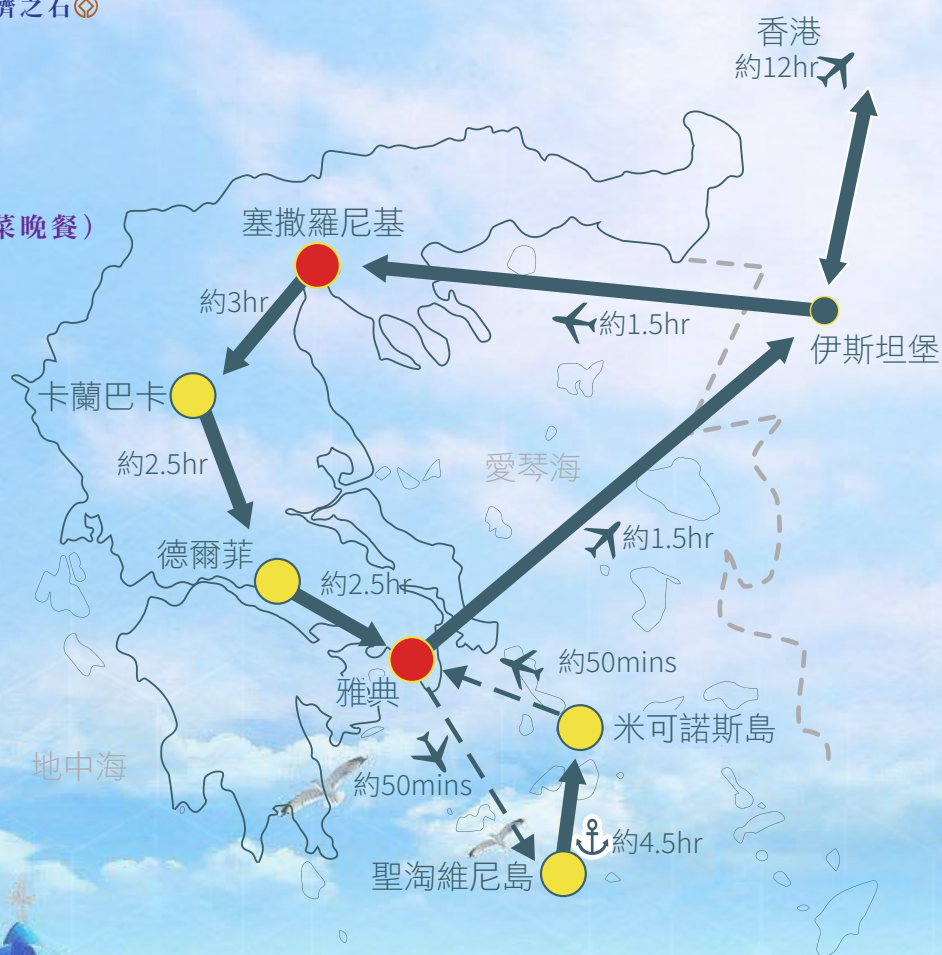 濟之石
香港
約12hr
菜晚餐）
塞撒羅尼基
約3hr
約1.5hr
伊斯坦堡
卡蘭巴卡
約2.5hr
愛琴海
約1.5hr
德爾菲
約2.5hr
約50mins
雅典
米可諾斯島
地中海
約50mins
約4.5hr
聖淘維尼島